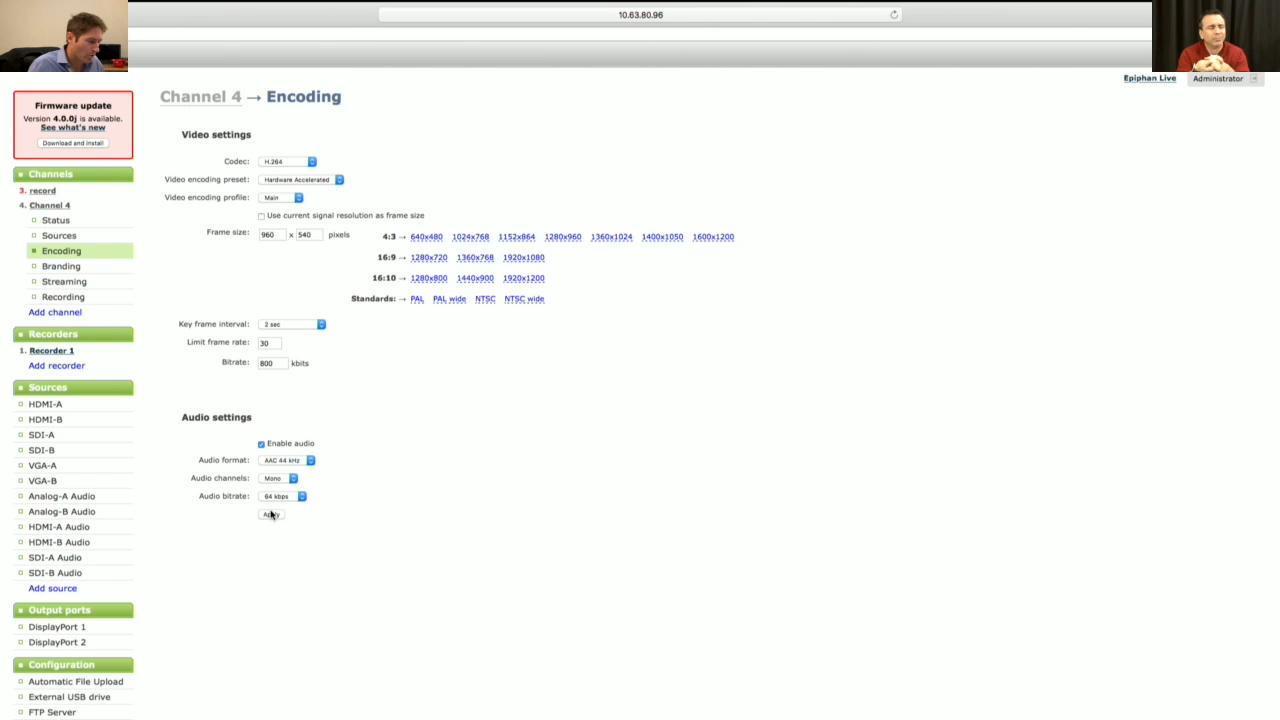 10.63.80.96
Epiphan Live Administrator
Firmware update
Version 4.0.0j is available.
See what's new
Download and install
Channels
3. record
4. Channel 4
Status
Sources
Encoding
Branding
Streaming
Recording
Add channel
Recorders
1. Recorder 1
Add recorder
Sources
HDMI-A
HDMI-B
SDI-A
SDI-B
VGA-A
VGA-B
Analog-A Audio
Analog-B Audio
HDMI-A Audio
HDMI-B Audio
SDI-A Audio
SDI-B Audio
Add source
Output ports
DisplayPort 1
DisplayPort 2
Configuration
Automatic File Upload
External USB drive
FTP Server
Channel 4 → Encoding
Video settings
Codec: H.264
Video encoding preset: Hardware Accelerated
Video encoding profile: Main
Use current signal resolution as frame size
Frame size: 960 x 540 pixels
4:3 → 640x480 1024x768 1152x864 1280x960 1360x1024 1400x1050 1600x1200
16:9 → 1280x720 1360x768 1920x1080
16:10 → 1280x800 1440x900 1920x1200
Standards: → PAL PAL wide NTSC NTSC wide
Key frame interval: 2 sec
Limit frame rate: 30
Bitrate: 800 kbits
Audio settings
Enable audio
Audio format: AAC 44 kHz
Audio channels: Mono
Audio bitrate: 64 kbps
Apply